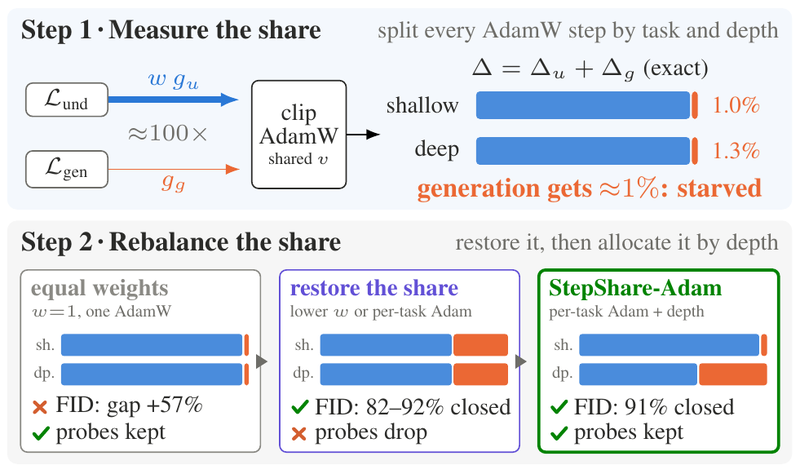 Step 1 · Measure the share
split every AdamW step by task and depth
Δ = Δ_u + Δ_g (exact)
ℒ_und
w g_u
≈100×
ℒ_gen
g_g
clip
AdamW
shared v
shallow
1.0%
deep
1.3%
generation gets ≈1%: starved
Step 2 · Rebalance the share
restore it, then allocate it by depth
equal weights
w=1, one AdamW
sh.
dp.
✗ FID: gap +57%
✓ probes kept
restore the share
lower w or per-task Adam
✓ FID: 82–92% closed
✗ probes drop
StepShare-Adam
per-task Adam + depth
sh.
dp.
✓ FID: 91% closed
✓ probes kept